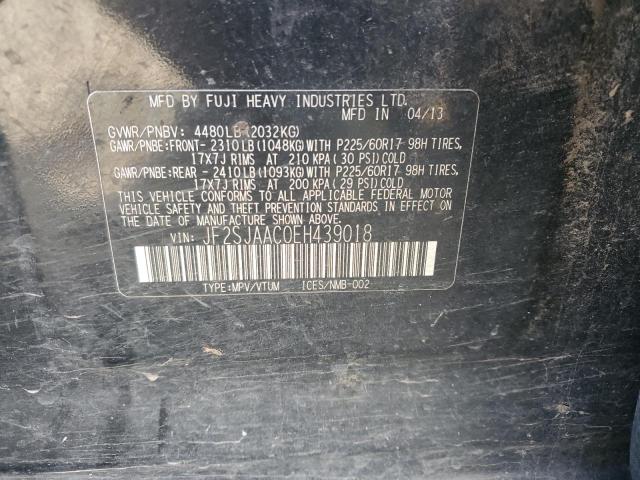 MFD BY FUJI HEAVY INDUSTRIES LTD.
MFD IN 04/13
GVWR/PNBV: 4480LB(2032KG)
GAWR/PNBE:FRONT- 2310LB(1048KG)WITH P225/60R17 98H TIRES,
17X7J RIMS AT 210 KPA(30 PSI)COLD
GAWR/PNBE:REAR - 2410LB(1093KG)WITH P225/60R17 98H TIRES,
17X7J RIMS AT 200 KPA(29 PSI)COLD
THIS VEHICLE CONFORMS TO ALL APPLICABLE FEDERAL MOTOR
VEHICLE SAFETY AND THEFT PREVENTION STANDARDS IN EFFECT
ON THE DATE OF MANUFACTURE SHOWN ABOVE.
VIN: JF2SJAAC0EH439018
TYPE:MPV/VTUM ICES/NMB-002